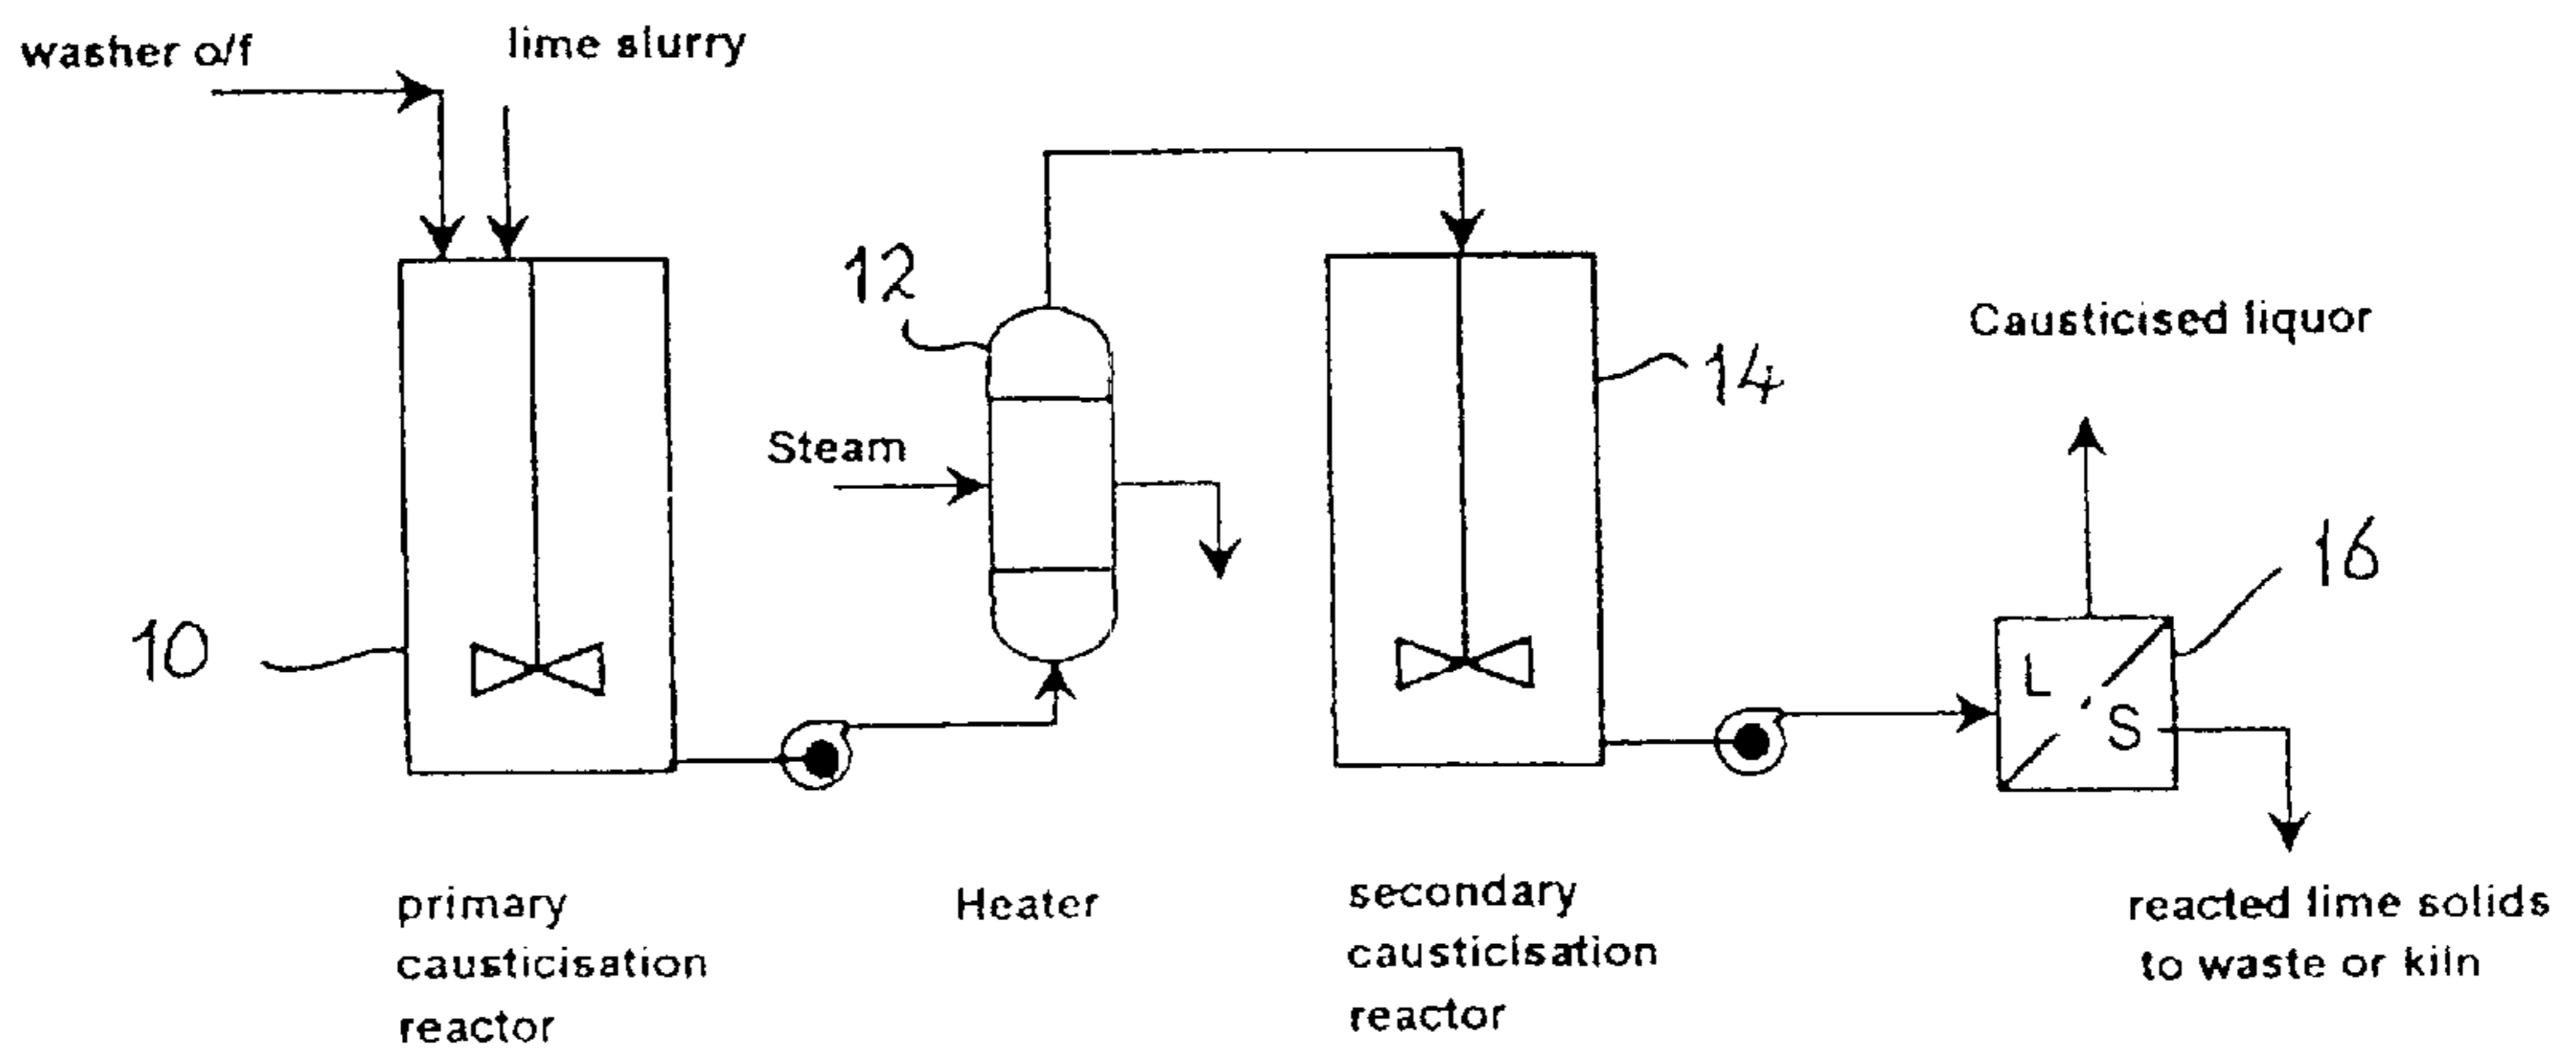 washer o/f
lime slurry
12
14
Causticised liquor
Steam
10
16
L
S
primary
causticisation
reactor
Heater
secondary
causticisation
reactor
reacted lime solids
to waste or kiln